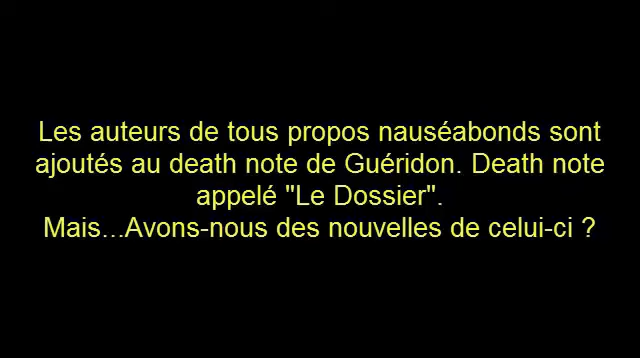 Les auteurs de tous propos nauséabonds sont
ajoutés au death note de Guéridon. Death note
appelé "Le Dossier".
Mais...Avons-nous des nouvelles de celui-ci ?